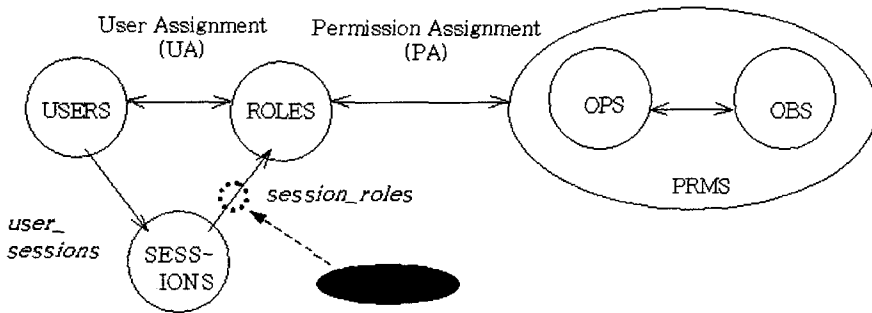 User Assignment
(UA)
Permission Assignment
(PA)
USERS
ROLES
OPS
OBS
PRMS
session_roles
user_
sessions
SESS-
IONS